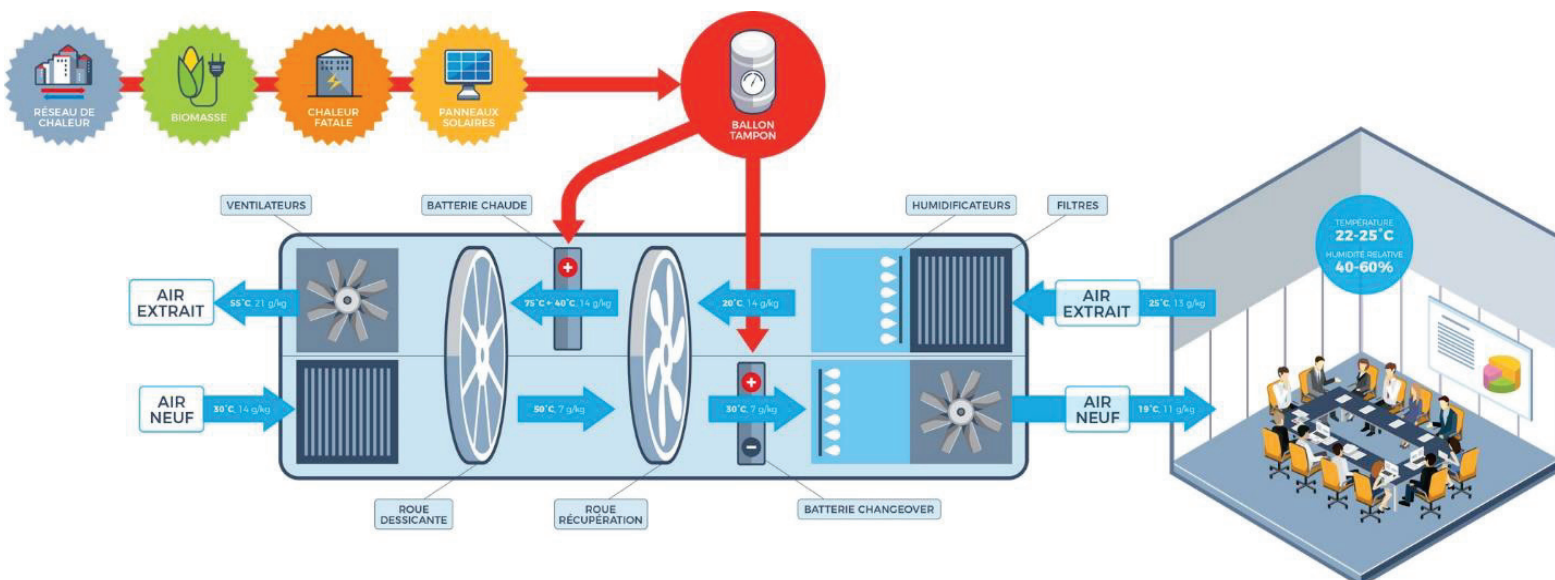 RÉSEAU DE
CHALEUR
BIOMASSE
CHALEUR
FATALE
PANNEAUX
SOLAIRES
BALLON
TAMPON
VENTILATEURS
BATTERIE CHAUDE
HUMIDIFICATEURS
FILTRES
TEMPÉRATURE
22-25°C
HUMIDITÉ RELATIVE
40-60%
AIR
EXTRAIT
55°C, 21 g/kg
75°C ← 40°C, 14 g/kg
20°C, 14 g/kg
AIR
EXTRAIT
25°C, 13 g/kg
AIR
NEUF
30°C, 14 g/kg
50°C, 7 g/kg
30°C, 7 g/kg
AIR
NEUF
19°C, 11 g/kg
ROUE
DESSICANTE
ROUE
RÉCUPÉRATION
BATTERIE CHANGEOVER